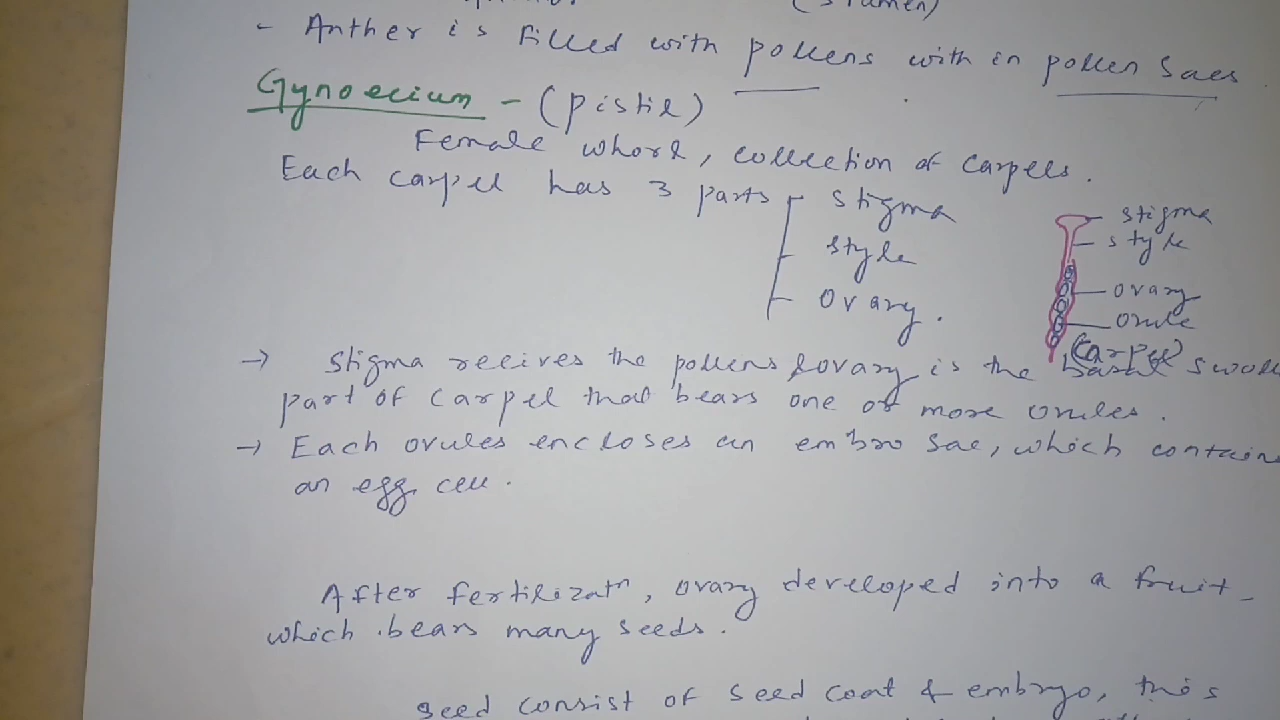 (stamen)
- Anther is filled with pollens with in pollen Sacs
Gynoecium - (pistil)
Female whorl, collection of carpels.
Each carpel has 3 parts
stigma
style
ovary.
stigma
style
ovary
ovule
(carpel)
→ Stigma recives the pollens & ovary is the basal swoll
part of carpel that bears one or more ovules.
→ Each ovules encloses an embro sac, which contain
an egg cell.
After fertilizatn, ovary developed into a fruit -
which bears many seeds.
seed consist of seed coat & embryo, this